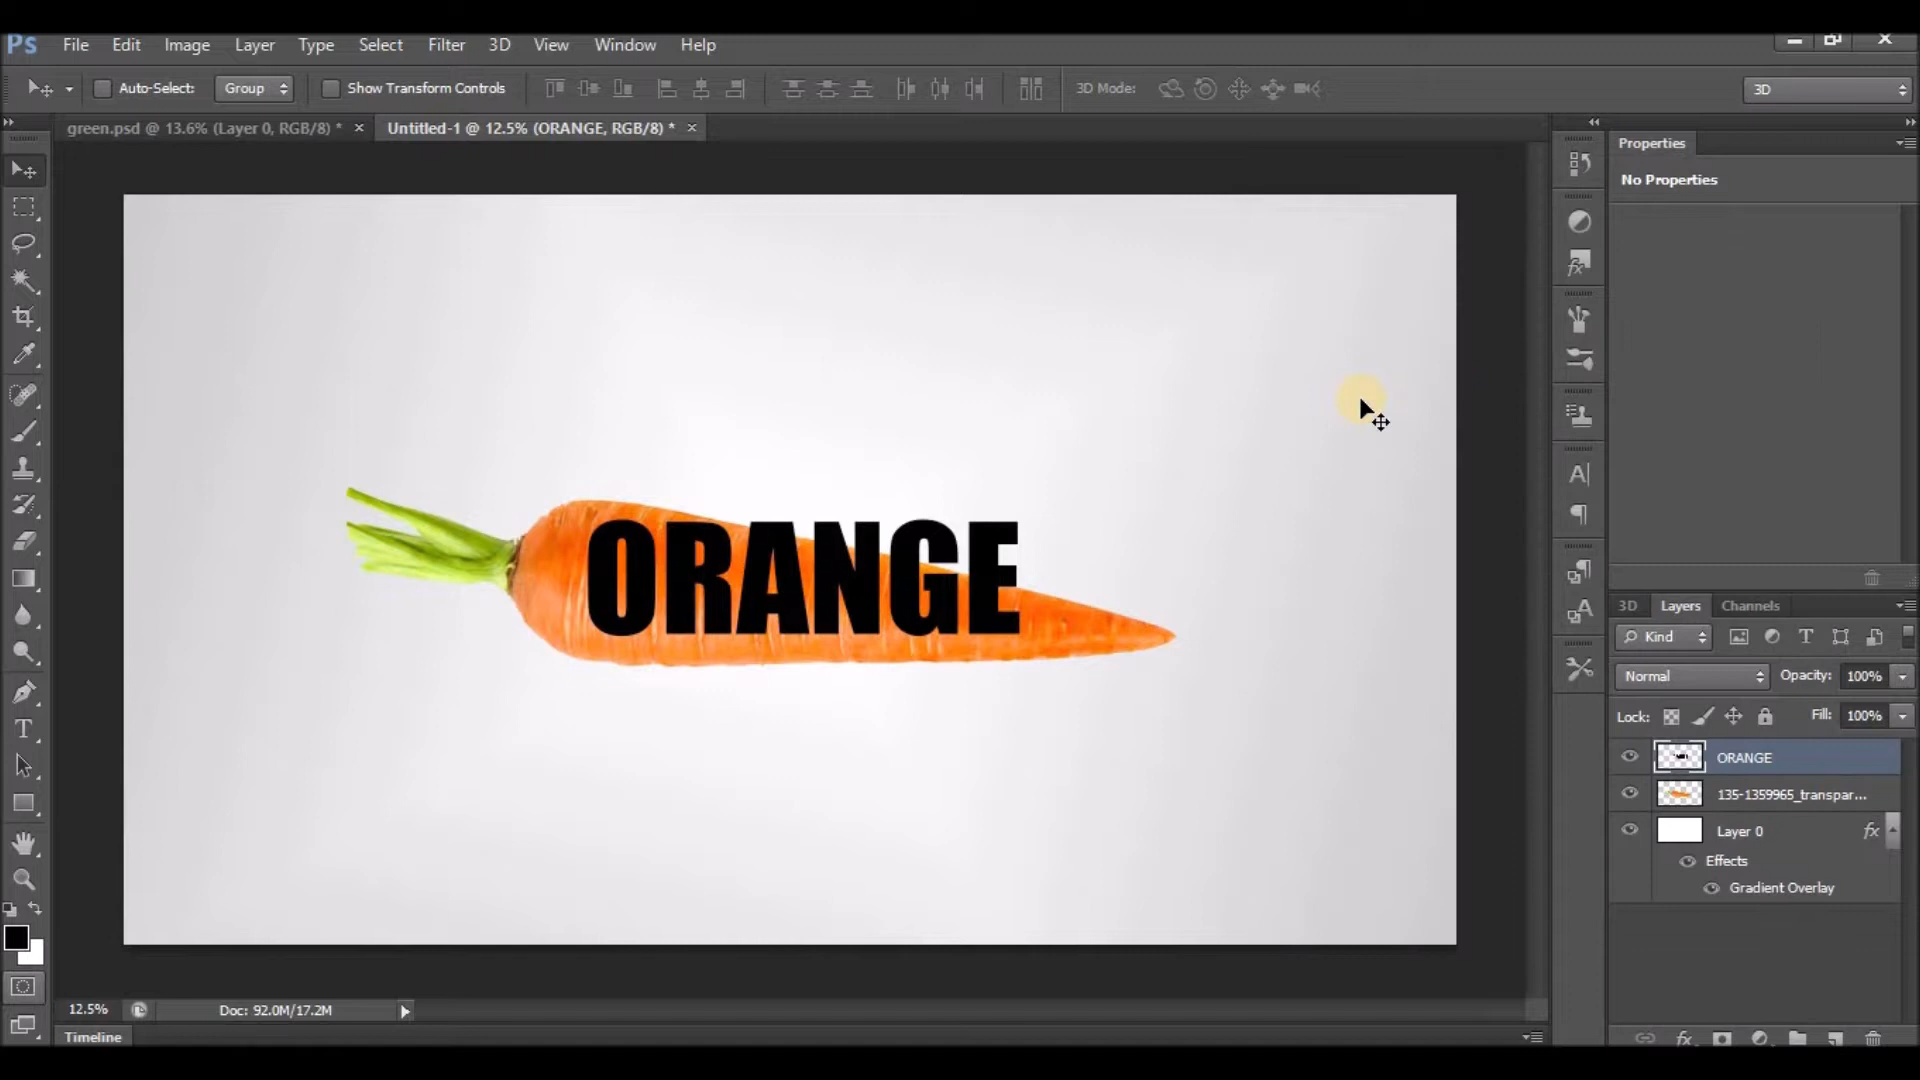 Ps File Edit Image Layer Type Select Filter 3D View Window Help
Auto-Select: Group Show Transform Controls 3D Mode: 3D
green.psd @ 13.6% (Layer 0, RGB/8) * × Untitled-1 @ 12.5% (ORANGE, RGB/8) * ×
Properties
No Properties
ORANGE
3D Layers Channels
Kind
Normal Opacity: 100%
Lock: Fill: 100%
ORANGE
135-1359965_transpar...
Layer 0 fx
Effects
Gradient Overlay
12.5% Doc: 92.0M/17.2M
Timeline